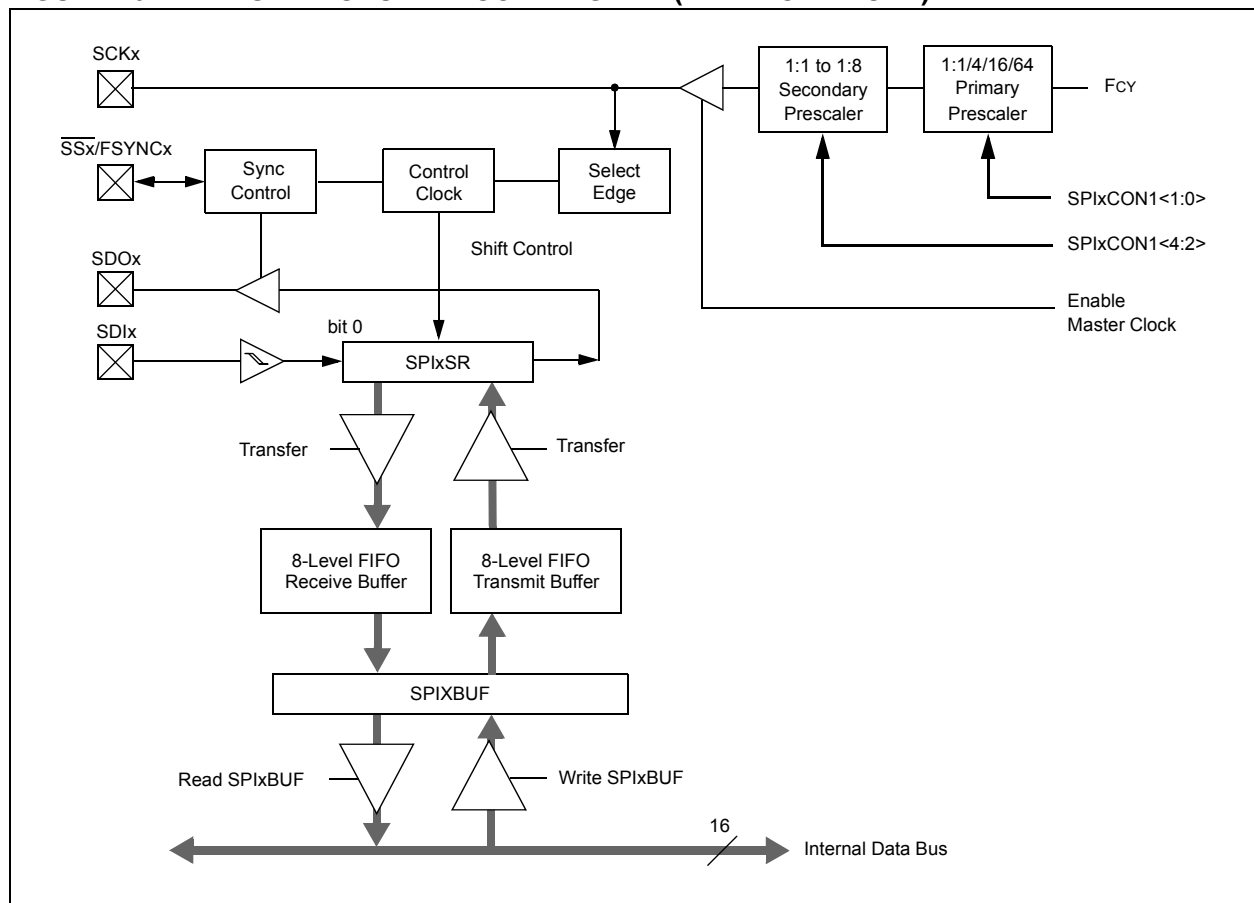 SCKx
1:1 to 1:8
Secondary
Prescaler
1:1/4/16/64
Primary
Prescaler
FCY
SSx/FSYNCx
Sync
Control
Control
Clock
Select
Edge
SPIxCON1<1:0>
SPIxCON1<4:2>
Shift Control
SDOx
Enable
Master Clock
SDIx
bit 0
SPIxSR
Transfer
Transfer
8-Level FIFO
Receive Buffer
8-Level FIFO
Transmit Buffer
SPIXBUF
Read SPIxBUF
Write SPIxBUF
16
Internal Data Bus